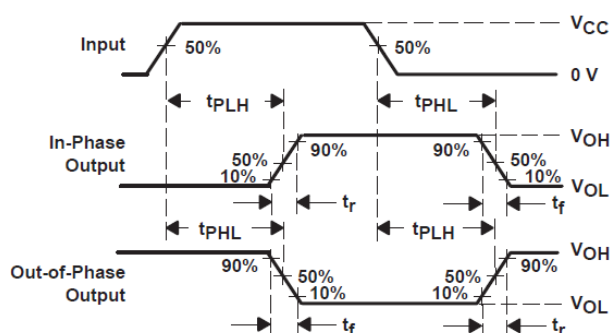 VCC
Input
50%
50%
0 V
tPLH
tPHL
In-Phase
Output
90%
90%
VOH
50%
50%
10%
10%
VOL
tr
tf
tPHL
tPLH
Out-of-Phase
Output
90%
90%
VOH
50%
50%
10%
10%
VOL
tf
tr